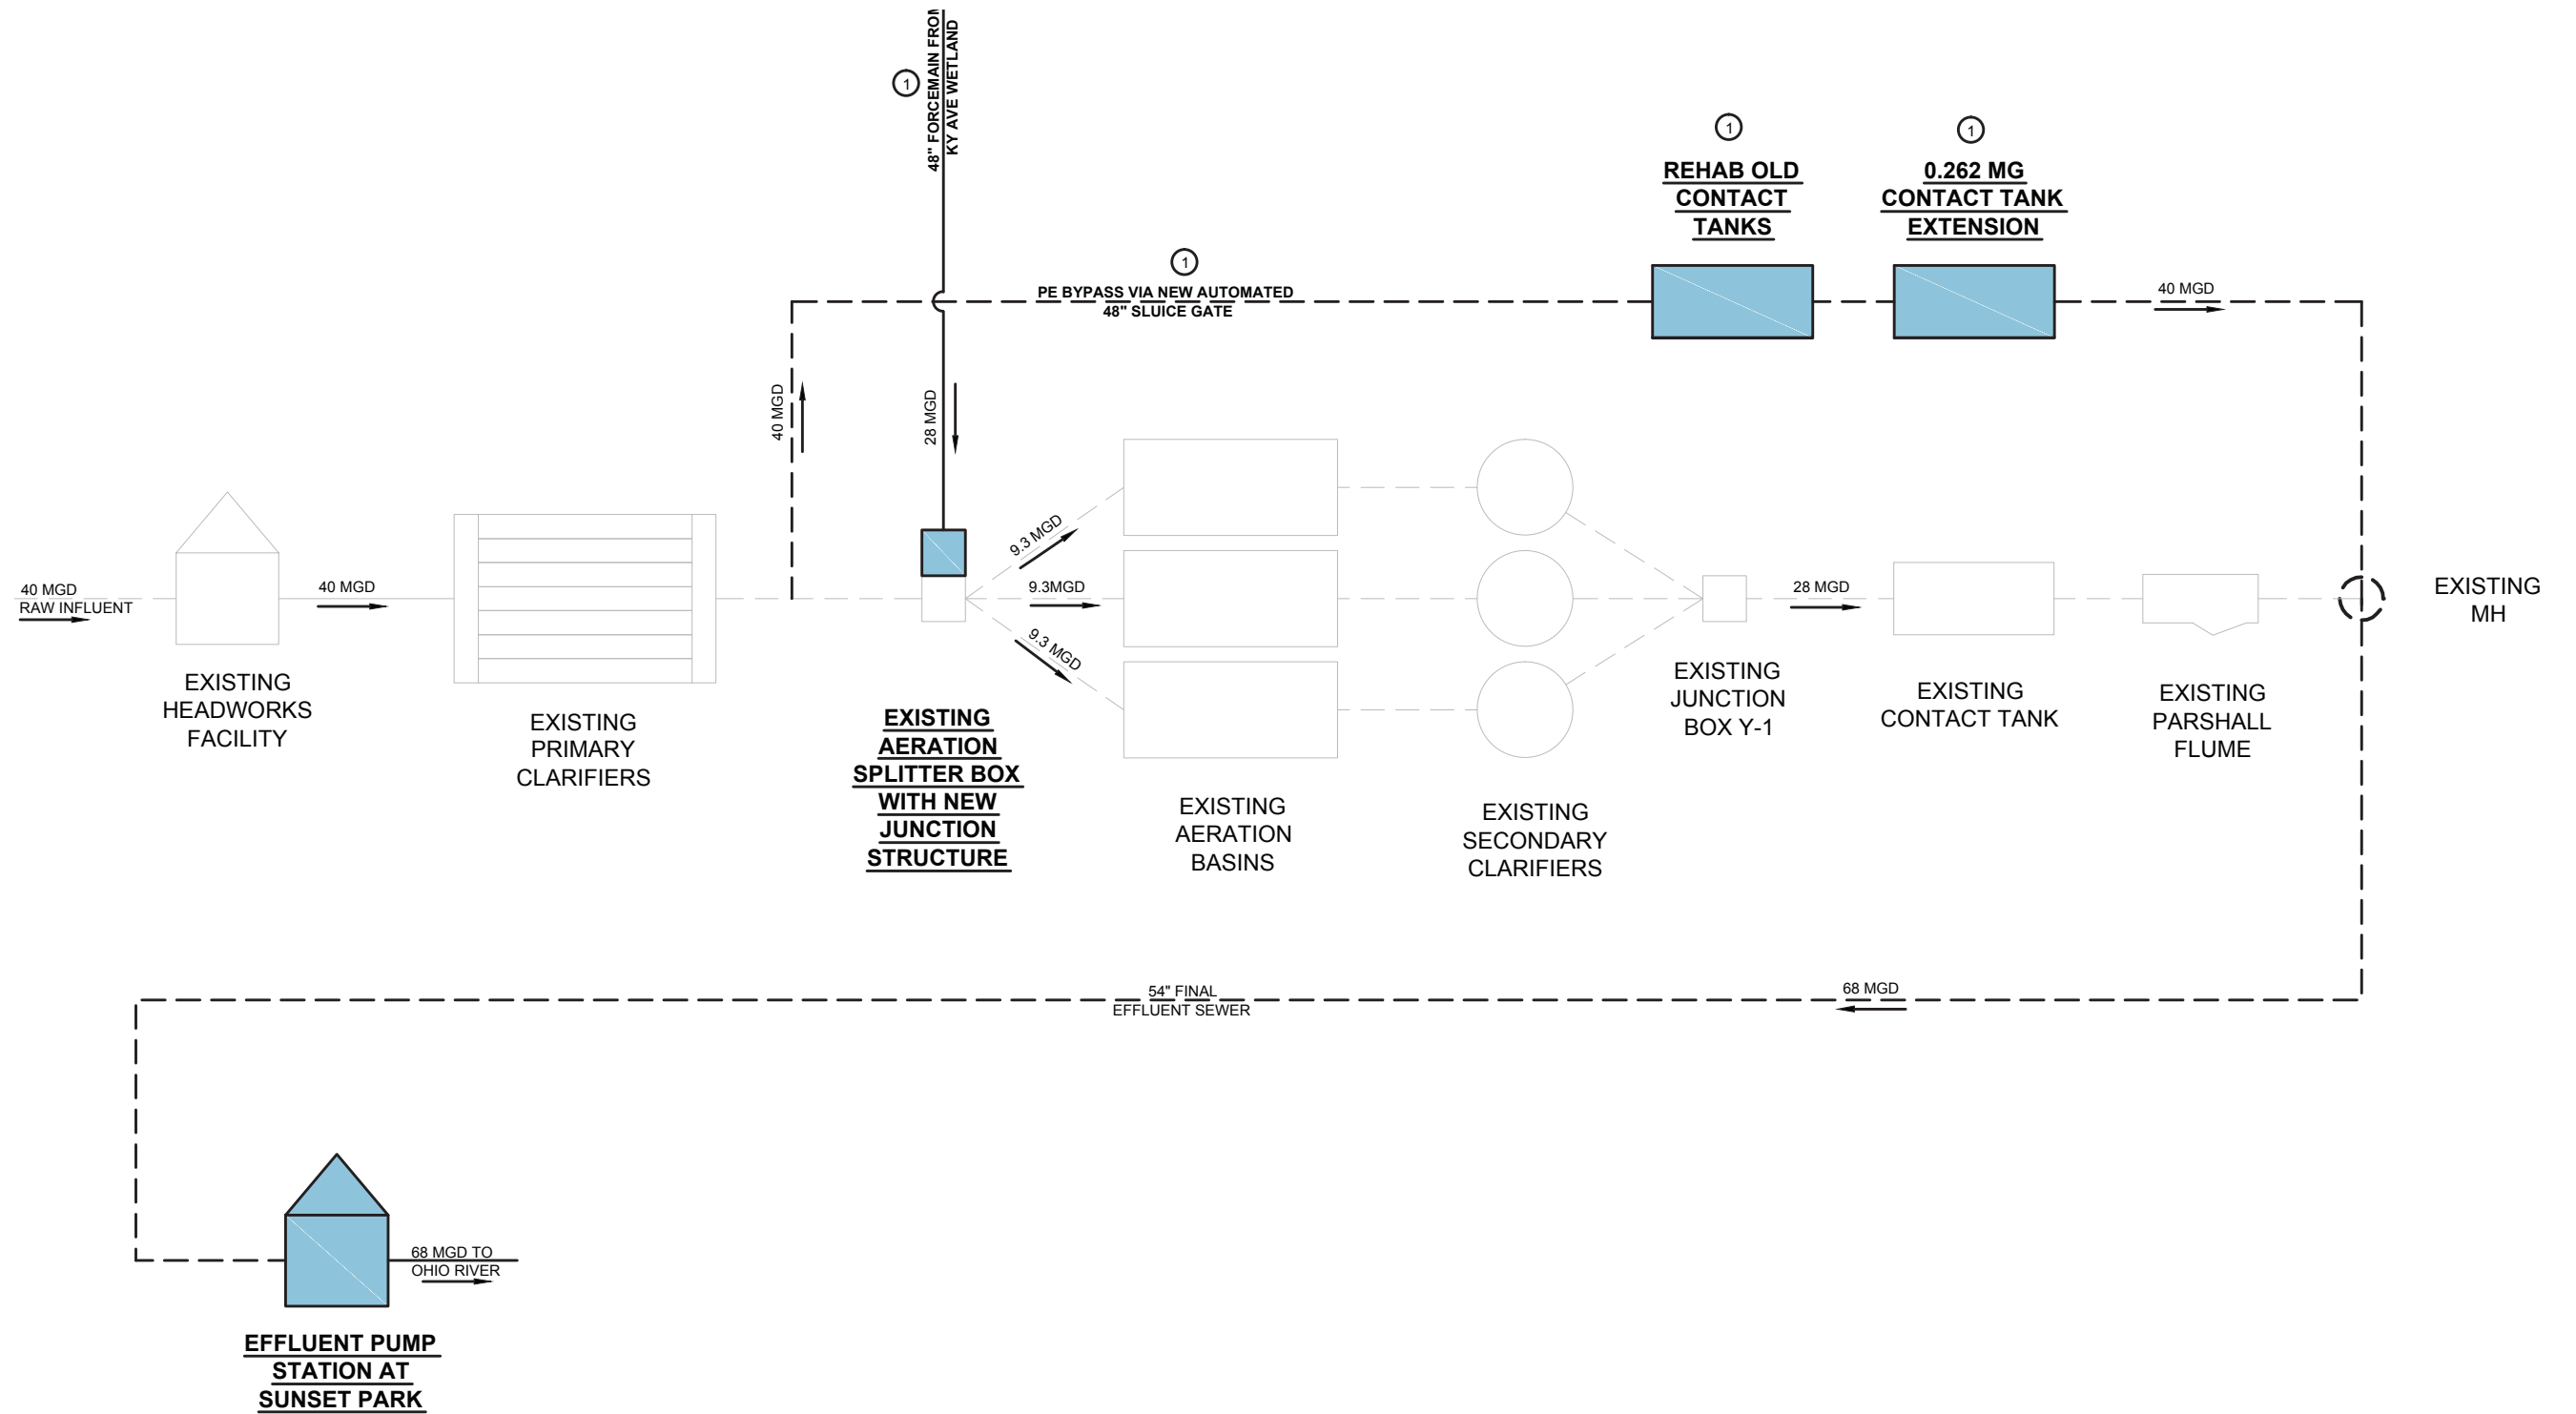 48" FORCEMAIN FROM
KY AVE WETLAND
1
1
REHAB OLD
CONTACT
TANKS
1
0.262 MG
CONTACT TANK
EXTENSION
1
PE BYPASS VIA NEW AUTOMATED
48" SLUICE GATE
40 MGD
40 MGD
28 MGD
40 MGD
RAW INFLUENT
40 MGD
9.3 MGD
9.3MGD
9.3 MGD
28 MGD
EXISTING
MH
EXISTING
HEADWORKS
FACILITY
EXISTING
PRIMARY
CLARIFIERS
EXISTING
AERATION
SPLITTER BOX
WITH NEW
JUNCTION
STRUCTURE
EXISTING
AERATION
BASINS
EXISTING
SECONDARY
CLARIFIERS
EXISTING
JUNCTION
BOX Y-1
EXISTING
CONTACT TANK
EXISTING
PARSHALL
FLUME
54" FINAL
EFFLUENT SEWER
68 MGD
68 MGD TO
OHIO RIVER
EFFLUENT PUMP
STATION AT
SUNSET PARK